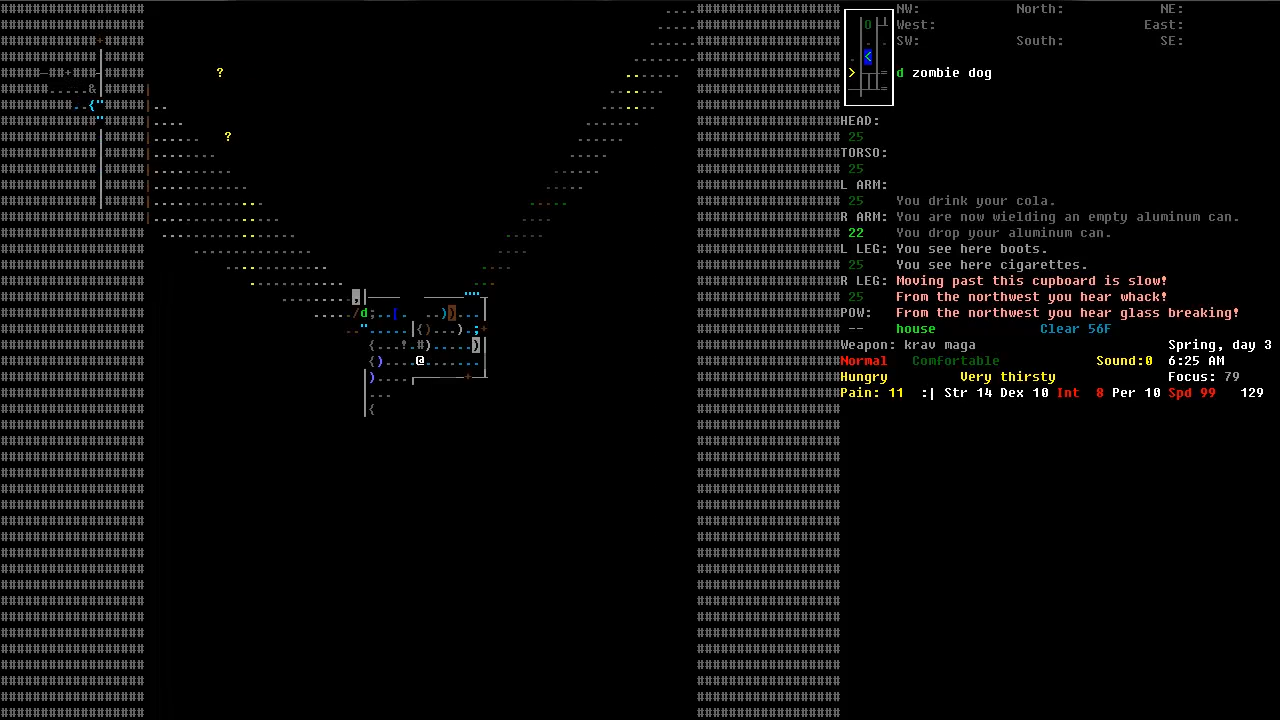 NW: North: NE:
West: East:
SW: South: SE:
d zombie dog
HEAD:
25
TORSO:
25
L ARM:
25 You drink your cola.
R ARM: You are now wielding an empty aluminum can.
22 You drop your aluminum can.
L LEG: You see here boots.
25 You see here cigarettes.
R LEG: Moving past this cupboard is slow!
25 From the northwest you hear whack!
POW: From the northwest you hear glass breaking!
-- house Clear 56F
Weapon: krav maga Spring, day 3
Normal Comfortable Sound:0 6:25 AM
Hungry Very thirsty Focus: 79
Pain: 11 :| Str 14 Dex 10 Int 8 Per 10 Spd 99 129